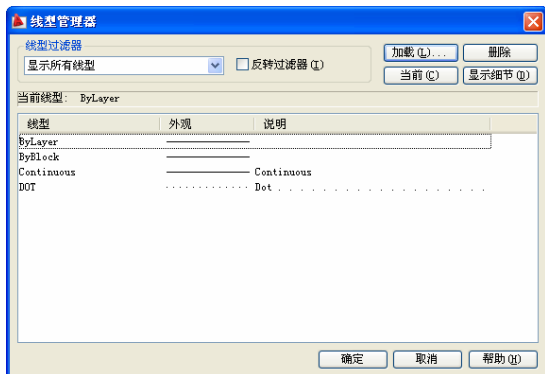 线型管理器
线型过滤器
显示所有线型
反转过滤器(I)
加载(L)... 删除
当前(C) 显示细节(D)
当前线型: ByLayer
线型 外观 说明
ByLayer
ByBlock
Continuous Continuous
DOT Dot . . . . . . . . . . . . . . . . . . .
确定 取消 帮助(H)